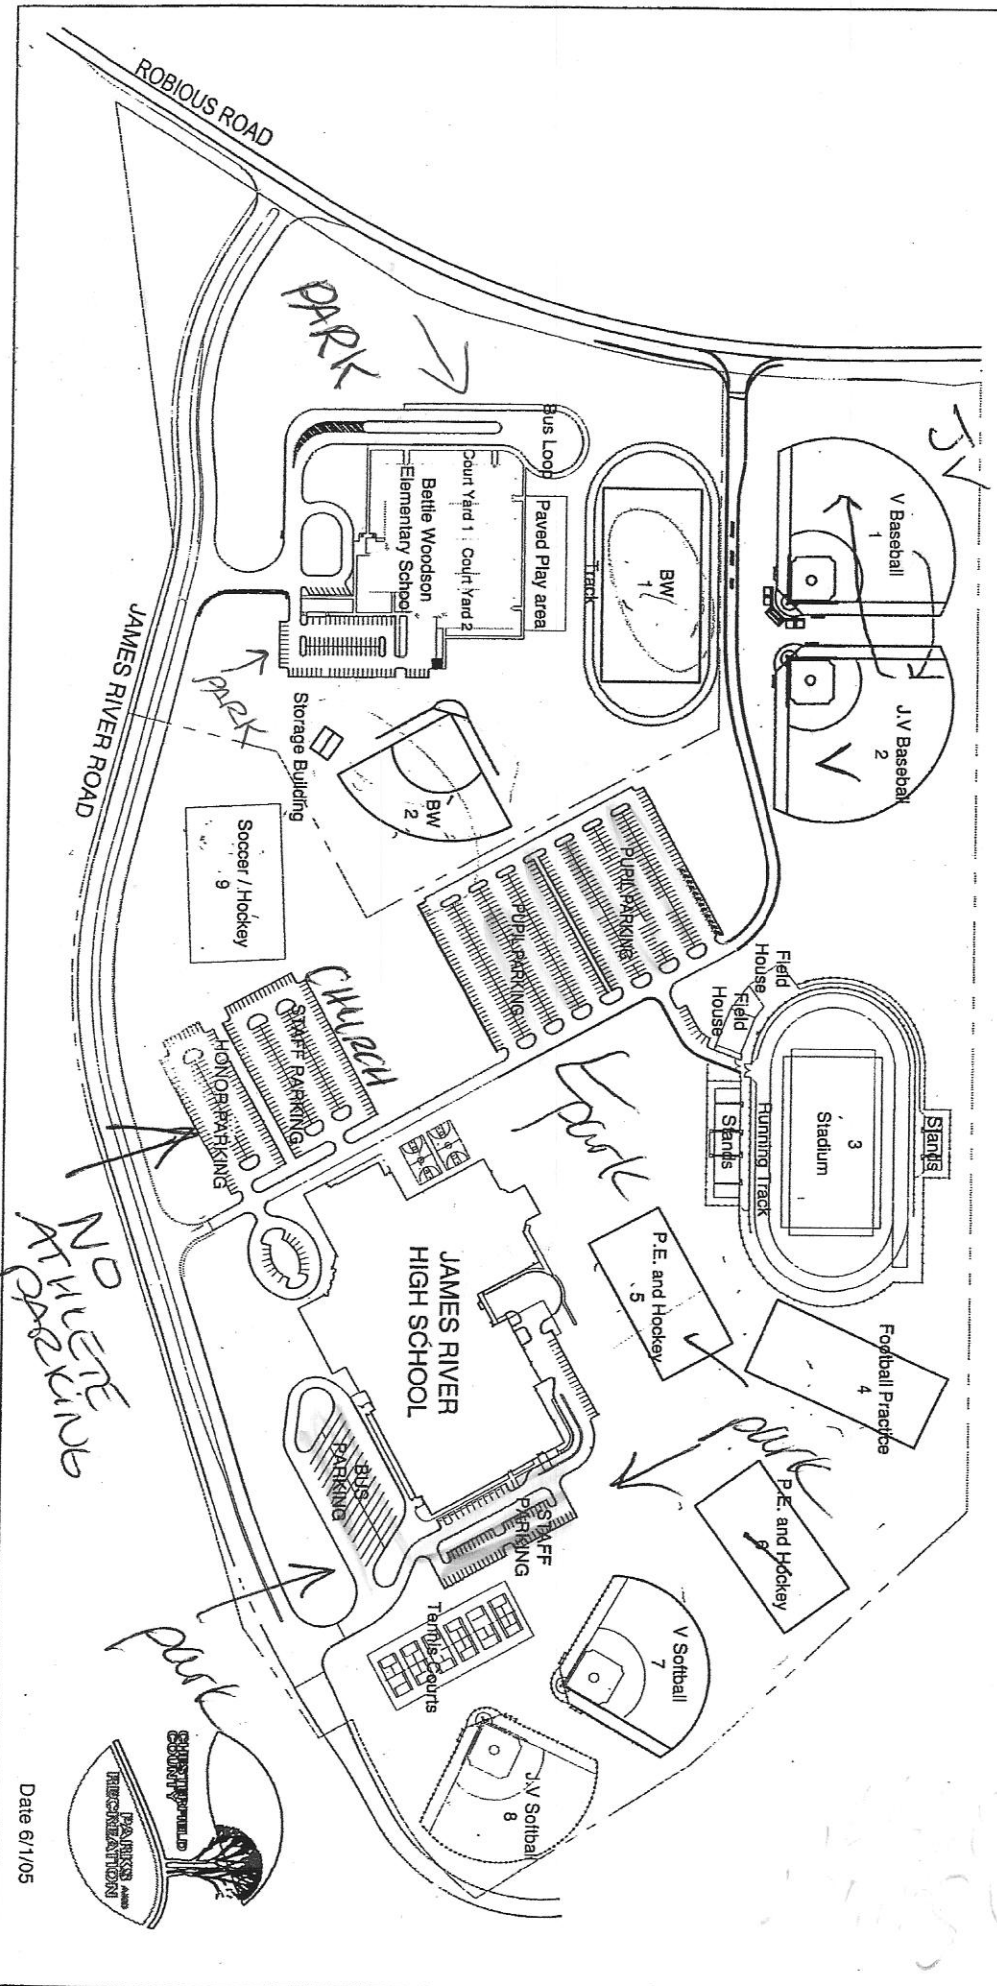 ROBIOUS ROAD
PARK
JV
V Baseball
1
J.V Baseball
2
V
Bus Loop
Court Yard 1
Court Yard 2
Bettie Woodson
Elementary School
Paved Play area
Track
BW
1
PARK
Storage Building
BW
2
JAMES RIVER ROAD
Soccer / Hockey
9
PUPIL PARKING
PUPIL PARKING
Field
House
Field
House
Stands
3
Stadium
Running Track
Stands
CHURCH
STAFF PARKING
HONOR PARKING
NO
ATHLETE
PARKING
park
P.E. and Hockey
5
Football Practice
4
JAMES RIVER
HIGH SCHOOL
park
P.E. and Hockey
6
BUS
PARKING
STAFF
PARKING
Tennis Courts
V Softball
7
J.V Softball
8
park
CHESTERFIELD
COUNTY
PARKS AND
RECREATION
Date 6/1/05